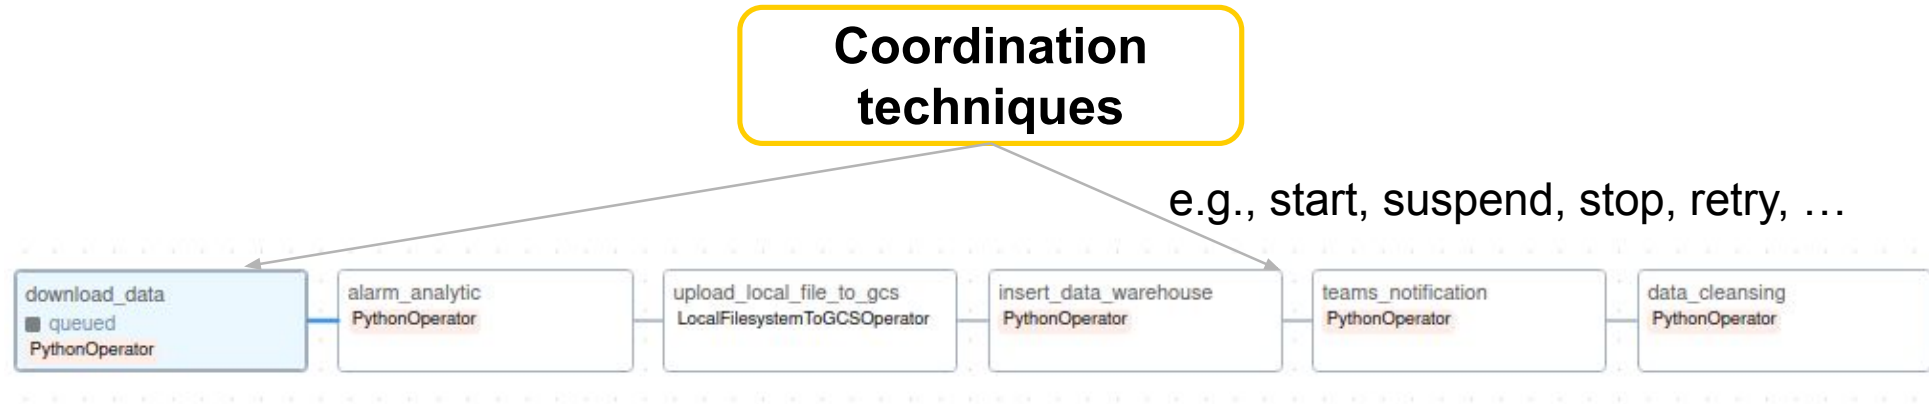 Coordination
techniques
e.g., start, suspend, stop, retry, …
download_data
queued
PythonOperator
alarm_analytic
PythonOperator
upload_local_file_to_gcs
LocalFilesystemToGCSOperator
insert_data_warehouse
PythonOperator
teams_notification
PythonOperator
data_cleansing
PythonOperator